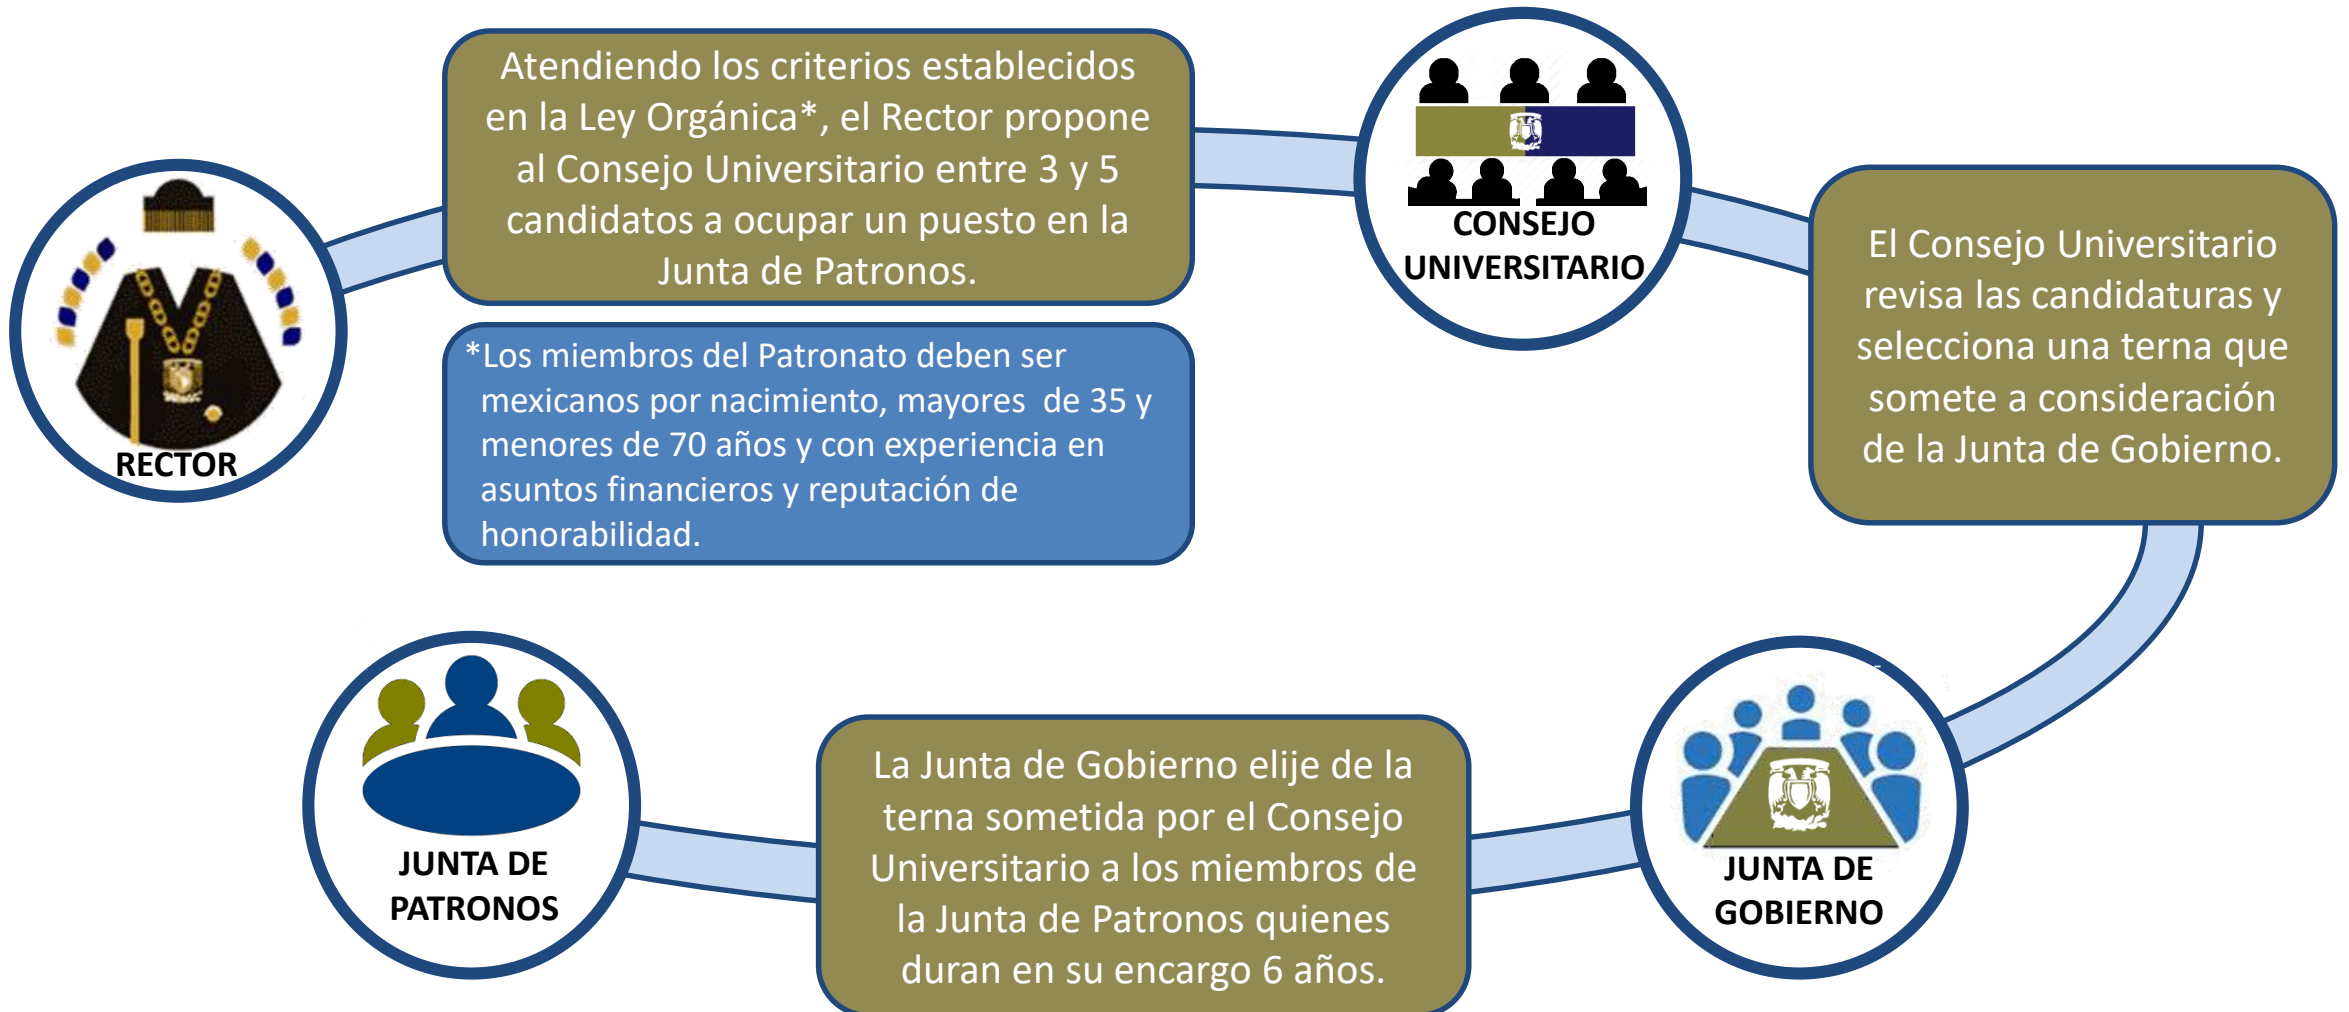 Atendiendo los criterios establecidos
en la Ley Orgánica*, el Rector propone
al Consejo Universitario entre 3 y 5
candidatos a ocupar un puesto en la
Junta de Patronos.
*Los miembros del Patronato deben ser
mexicanos por nacimiento, mayores  de 35 y
menores de 70 años y con experiencia en
asuntos financieros y reputación de
honorabilidad.
RECTOR
CONSEJO
UNIVERSITARIO
El Consejo Universitario
revisa las candidaturas y
selecciona una terna que
somete a consideración
de la Junta de Gobierno.
JUNTA DE
GOBIERNO
La Junta de Gobierno elije de la
terna sometida por el Consejo
Universitario a los miembros de
la Junta de Patronos quienes
duran en su encargo 6 años.
JUNTA DE
PATRONOS